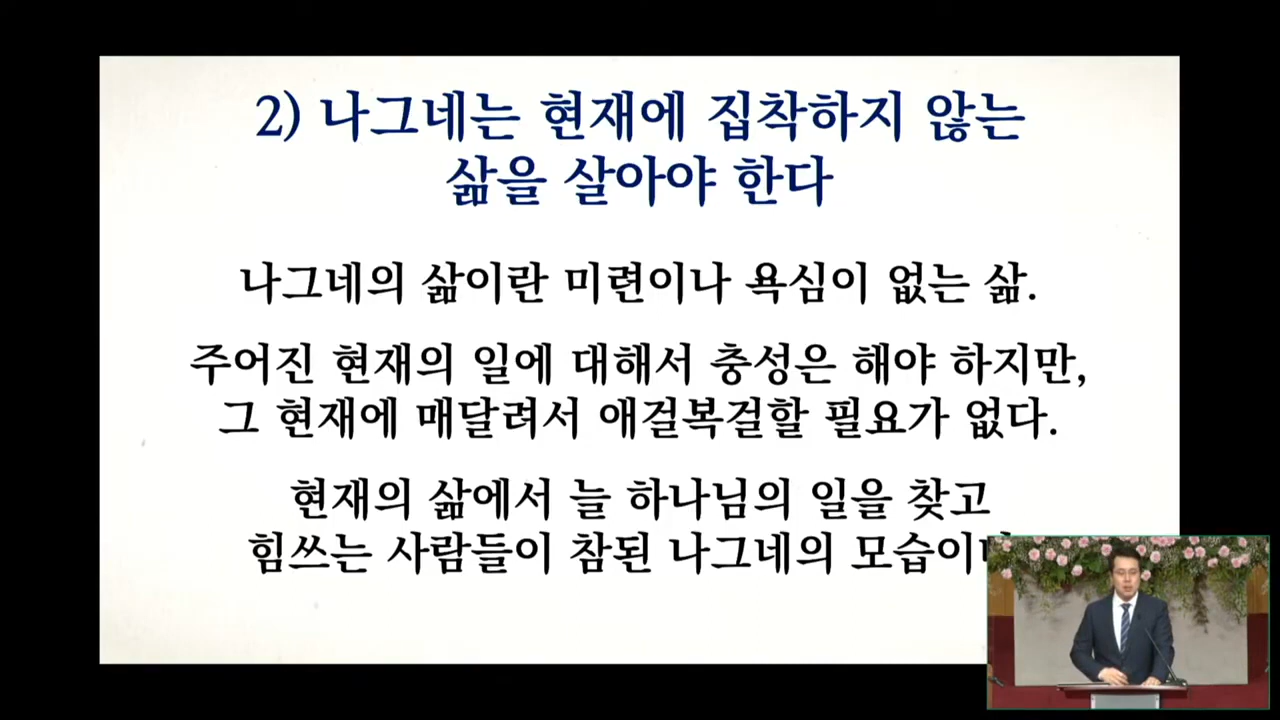 2) 나그네는 현재에 집착하지 않는
삶을 살아야 한다
나그네의 삶이란 미련이나 욕심이 없는 삶.
주어진 현재의 일에 대해서 충성은 해야 하지만,
그 현재에 매달려서 애걸복걸할 필요가 없다.
현재의 삶에서 늘 하나님의 일을 찾고
힘쓰는 사람들이 참된 나그네의